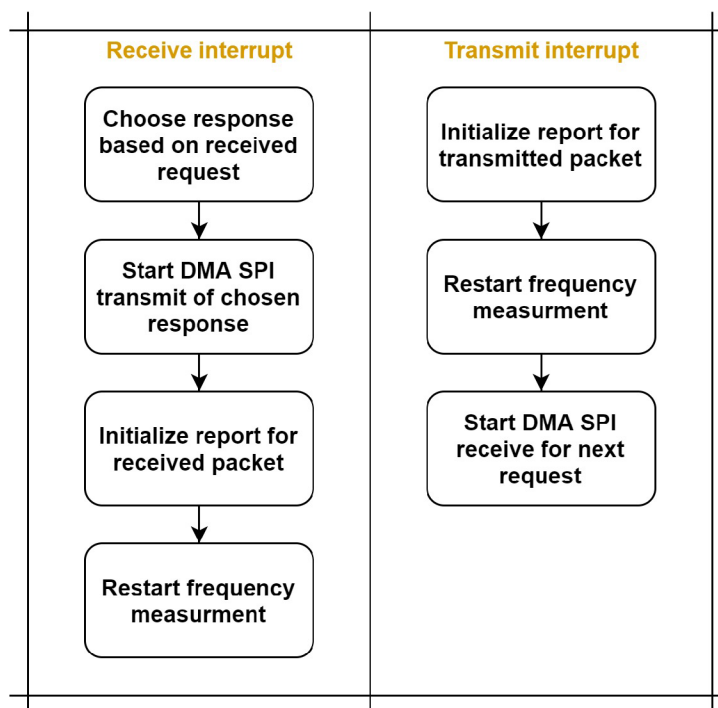 Receive interrupt
Choose response
based on received
request
Start DMA SPI
transmit of chosen
response
Initialize report for
received packet
Restart frequency
measurment
Transmit interrupt
Initialize report for
transmitted packet
Restart frequency
measurment
Start DMA SPI
receive for next
request